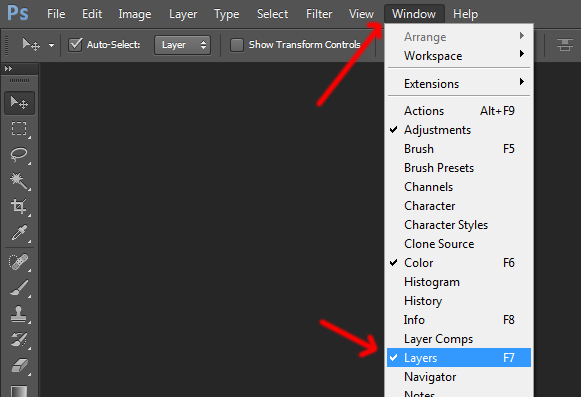 Ps File Edit Image Layer Type Select Filter View Window Help
Auto-Select: Layer Show Transform Controls
Arrange
Workspace
Extensions
Actions Alt+F9
Adjustments
Brush F5
Brush Presets
Channels
Character
Character Styles
Clone Source
Color F6
Histogram
History
Info F8
Layer Comps
Layers F7
Navigator
Notes